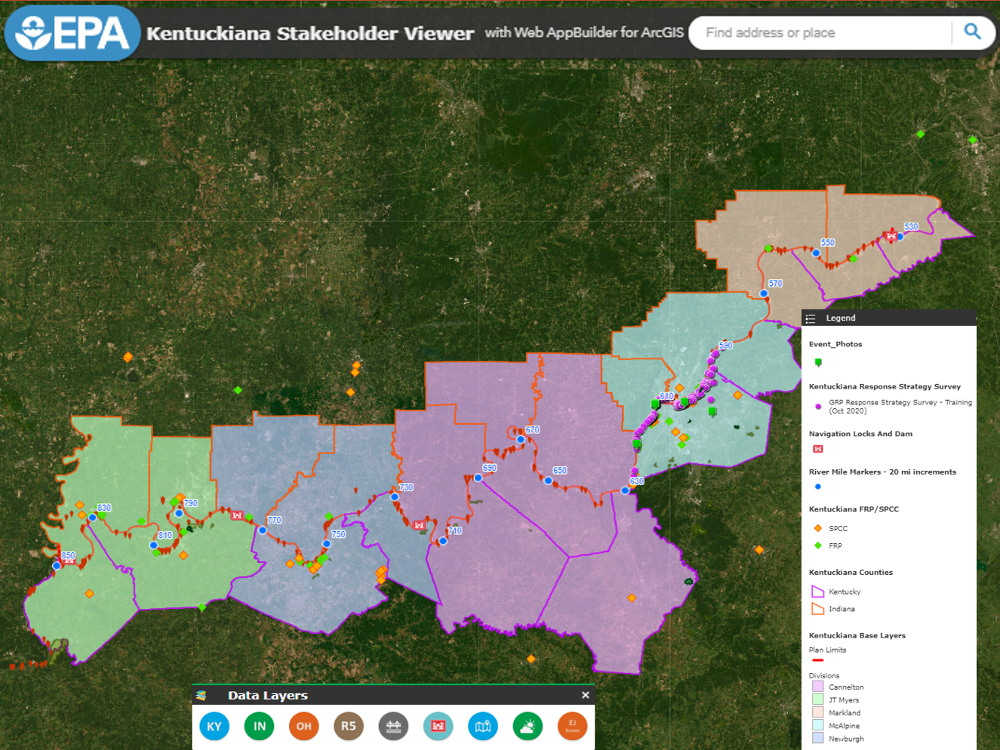 EPA Kentuckiana Stakeholder Viewer with Web AppBuilder for ArcGIS Find address or place
530
550
570
590
610
670
690
650
630
730
710
830
790
770
810
750
850
Legend
Event_Photos
Kentuckiana Response Strategy Survey
GRP Response Strategy Survey - Training
(Oct 2020)
Navigation Locks And Dam
River Mile Markers - 20 mi increments
Kentuckiana FRP/SPCC
SPCC
FRP
Kentuckiana Counties
Kentucky
Indiana
Kentuckiana Base Layers
Plan Limits
Divisions
Cannelton
JT Myers
Markland
McAlpine
Newburgh
Data Layers
KY IN OH R5 EJ
Screen